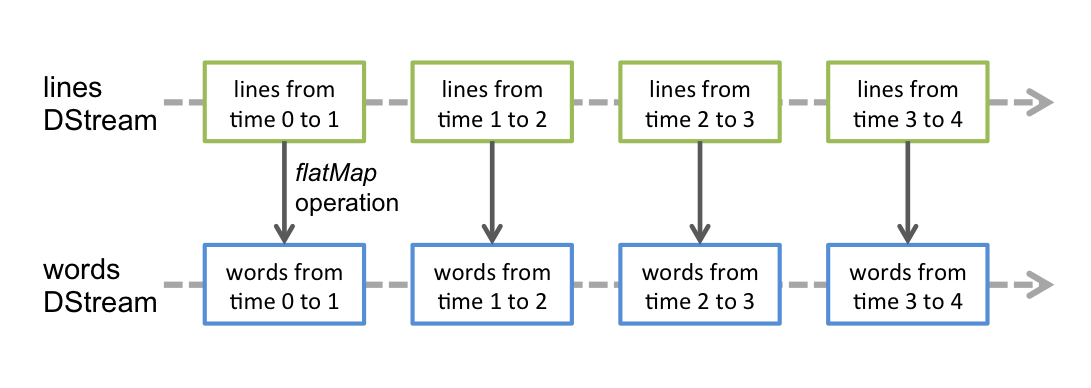 lines
DStream
lines from
time 0 to 1
lines from
time 1 to 2
lines from
time 2 to 3
lines from
time 3 to 4
flatMap
operation
words
DStream
words from
time 0 to 1
words from
time 1 to 2
words from
time 2 to 3
words from
time 3 to 4